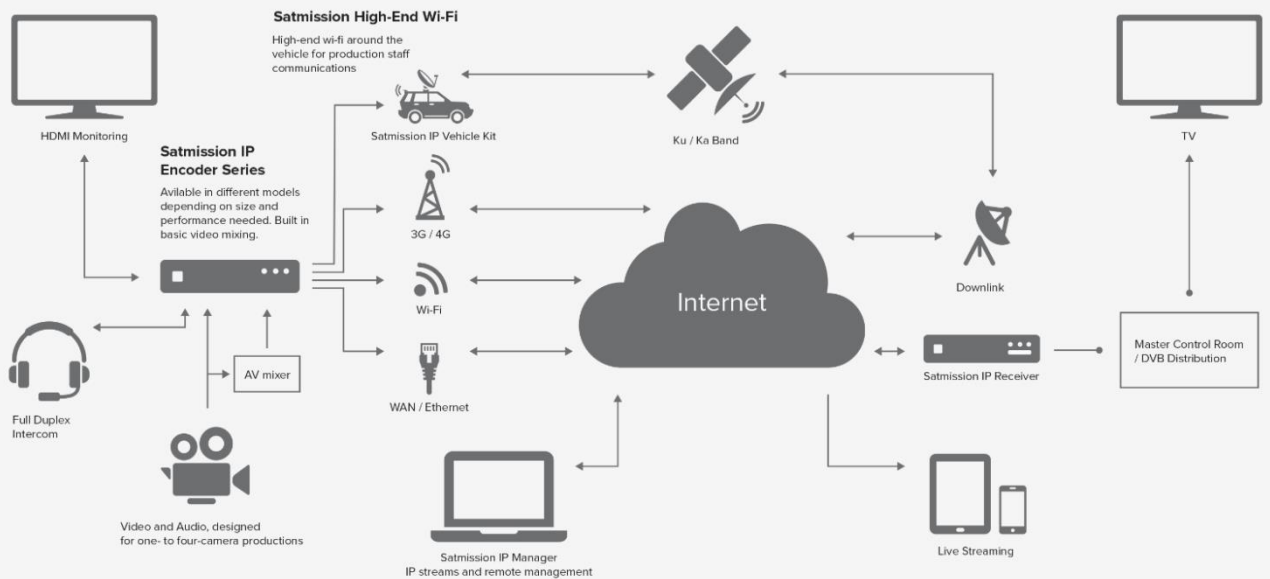 Satmission High-End Wi-Fi
High-end wi-fi around the
vehicle for production staff
communications
HDMI Monitoring
Satmission IP Vehicle Kit
Ku / Ka Band
TV
Satmission IP
Encoder Series
Avilable in different models
depending on size and
performance needed. Built in
basic video mixing.
3G / 4G
Wi-Fi
Internet
Downlink
Master Control Room
/ DVB Distribution
Satmission IP Receiver
AV mixer
WAN / Ethernet
Full Duplex
Intercom
Video and Audio, designed
for one- to four-camera productions
Satmission IP Manager
IP streams and remote management
Live Streaming